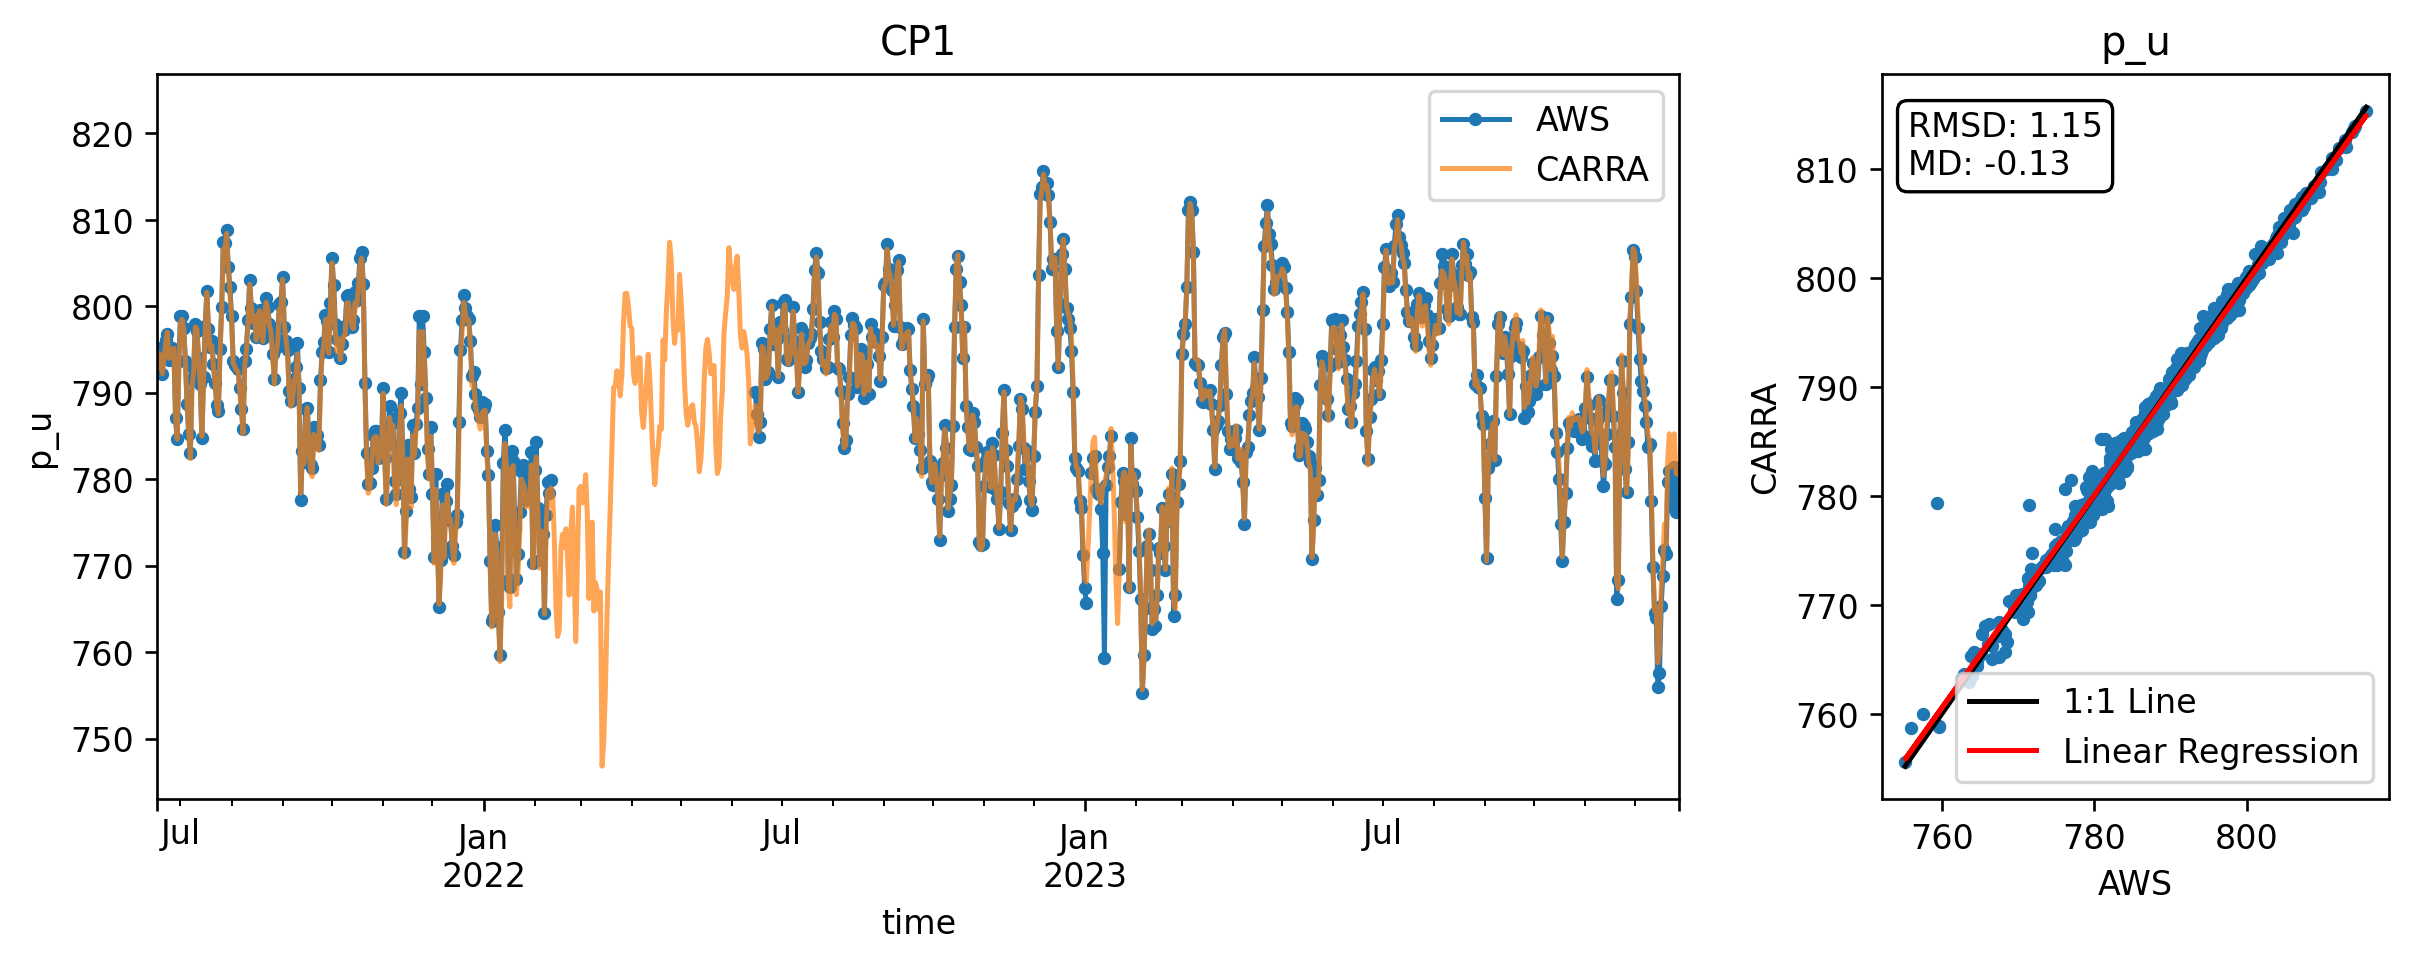 CP1
p_u
820
810
800
790
780
770
760
750
AWS
CARRA
Jul
Jan
2022
Jul
Jan
2023
Jul
time
p_u
RMSD: 1.15
MD: -0.13
CARRA
810
800
790
780
770
760
1:1 Line
Linear Regression
760
780
800
AWS